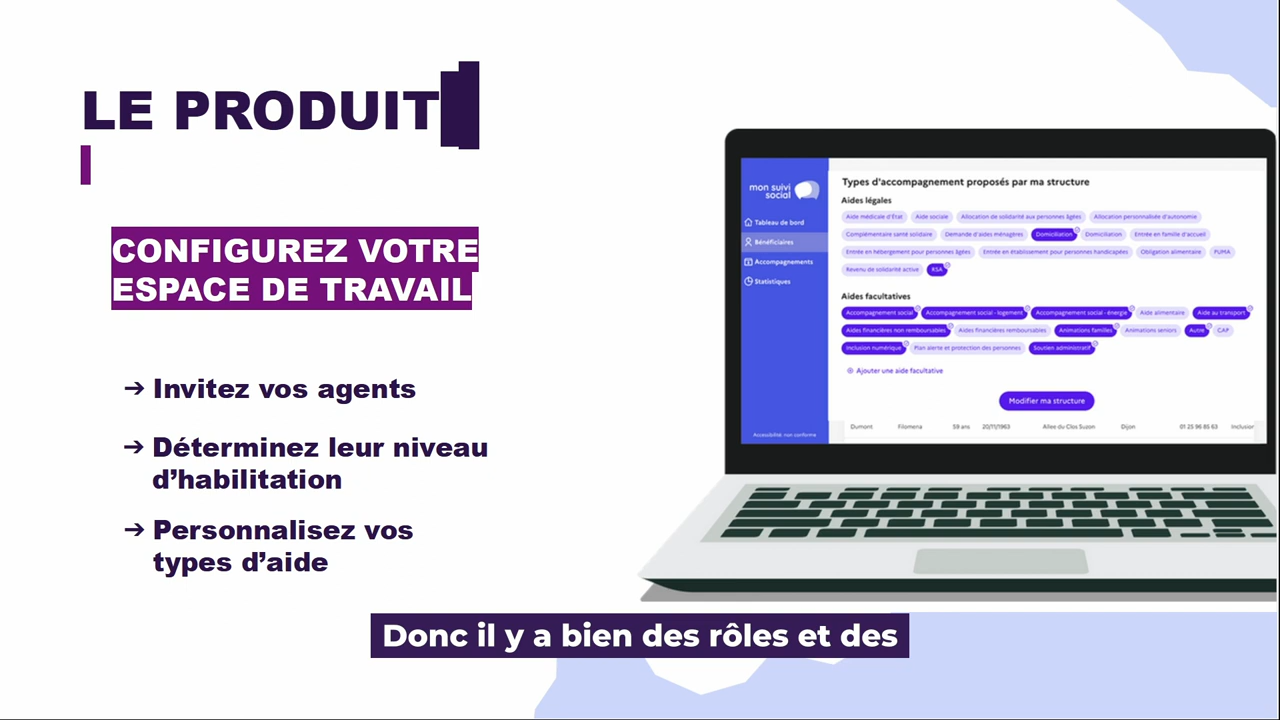 LE PRODUIT
CONFIGUREZ VOTRE
ESPACE DE TRAVAIL
➔ Invitez vos agents
➔ Déterminez leur niveau
d’habilitation
➔ Personnalisez vos
types d’aide
mon suivi
social
Tableau de bord
Bénéficiaires
Accompagnements
Statistiques
Accessibilité non conforme
Types d'accompagnement proposés par ma structure
Aides légales
Aide médicale d'État Aide sociale Allocation de solidarité aux personnes âgées Allocation personnalisée d'autonomie
Complémentaire santé solidaire Demande d'aides ménagères Domiciliation Domiciliation Entrée en famille d'accueil
Entrée en hébergement pour personnes âgées Entrée en établissement pour personnes handicapées Obligation alimentaire PUMA
Revenu de solidarité active RSA
Aides facultatives
Accompagnement social Accompagnement social - logement Accompagnement social - énergie Aide alimentaire Aide au transport
Aides financières non remboursables Aides financières remboursables Animations familles Animations seniors Autre CAP
Inclusion numérique Plan alerte et protection des personnes Soutien administratif
Ajouter une aide facultative
Modifier ma structure
Dumont Filomena 59 ans 20/11/1963 Allee du Clos Suzon Dijon 01 25 96 85 63 Inclusion
Donc il y a bien des rôles et des